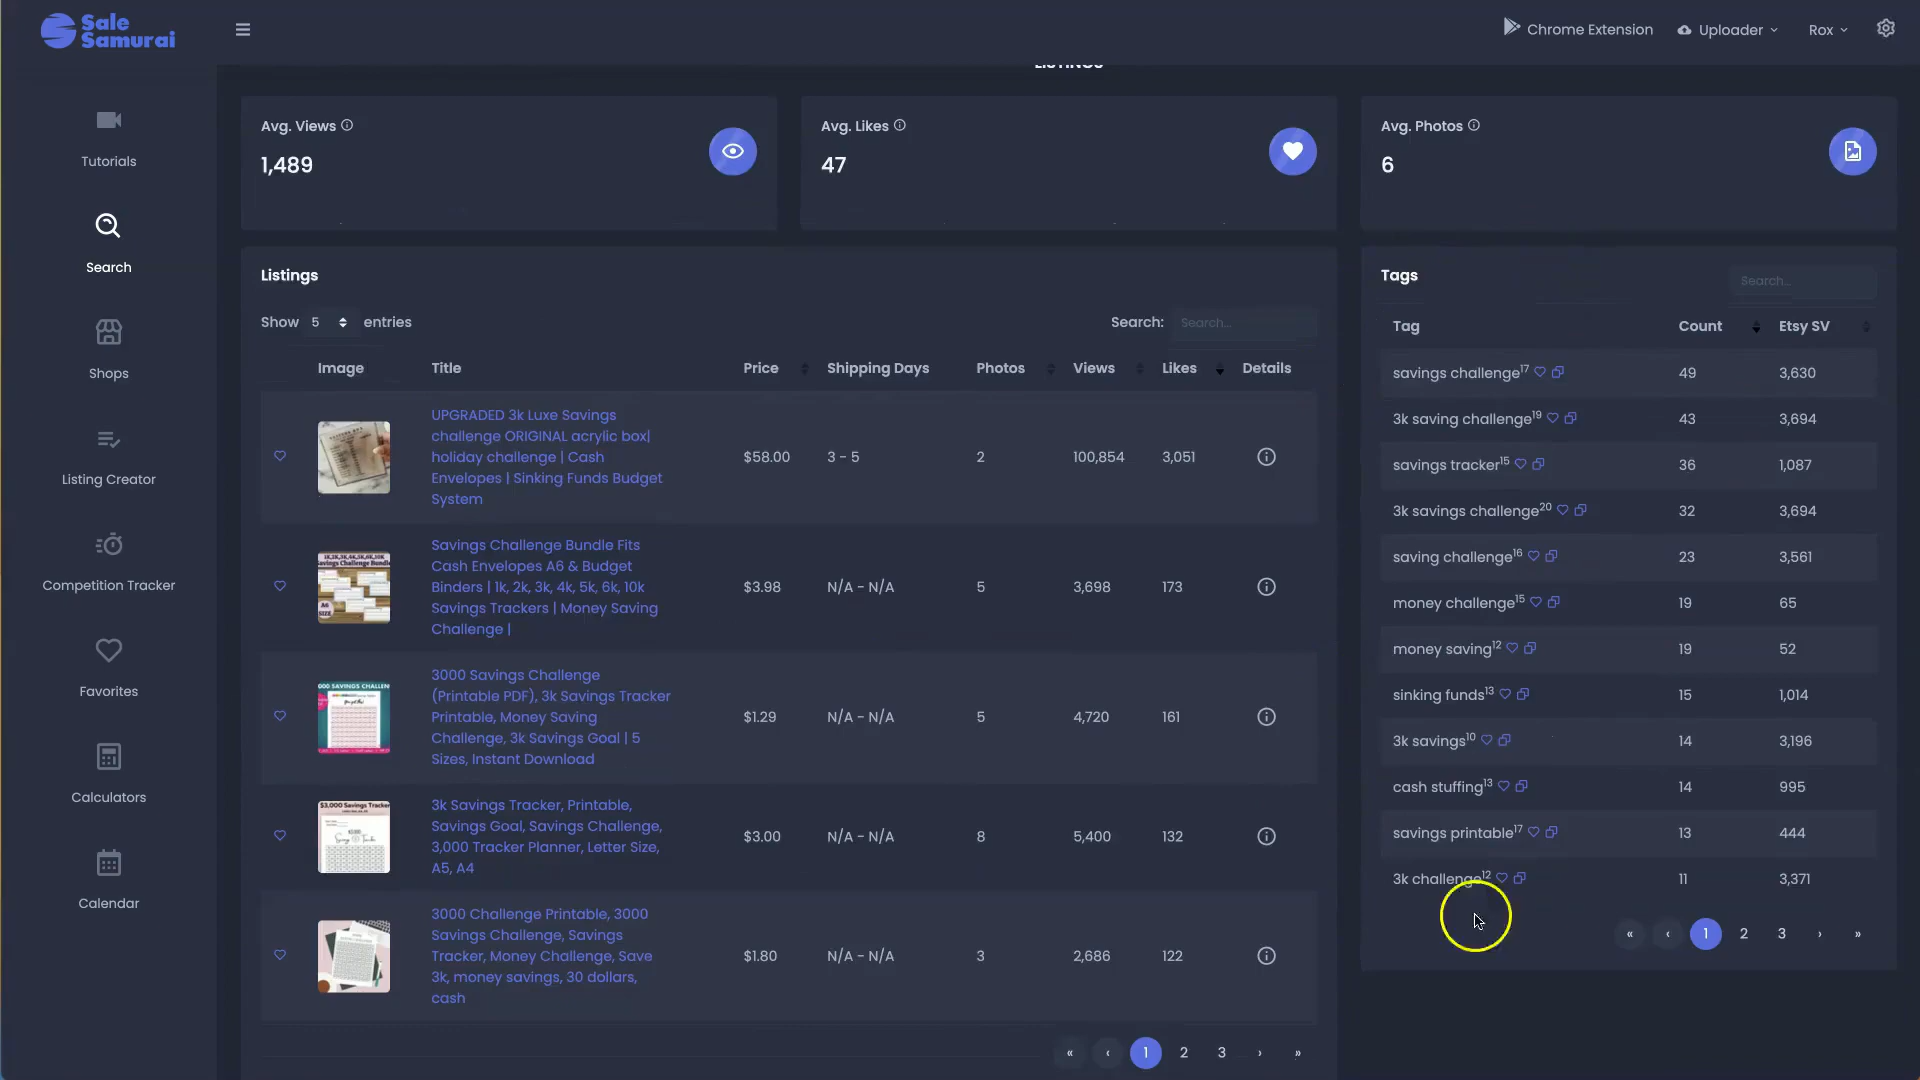 Sale
Samurai
Chrome Extension
Uploader
Rox
LISTINGS
Tutorials
Search
Shops
Listing Creator
Competition Tracker
Favorites
Calculators
Calendar
Avg. Views
1,489
Avg. Likes
47
Avg. Photos
6
Listings
Show 5 entries
Search: Search...
Image Title Price Shipping Days Photos Views Likes Details
UPGRADED 3k Luxe Savings
challenge ORIGINAL acrylic box|
holiday challenge | Cash
Envelopes | Sinking Funds Budget
System
$58.00 3 - 5 2 100,854 3,051
Savings Challenge Bundle Fits
Cash Envelopes A6 & Budget
Binders | 1k, 2k, 3k, 4k, 5k, 6k, 10k
Savings Trackers | Money Saving
Challenge |
$3.98 N/A - N/A 5 3,698 173
3000 Savings Challenge
(Printable PDF), 3k Savings Tracker
Printable, Money Saving
Challenge, 3k Savings Goal | 5
Sizes, Instant Download
$1.29 N/A - N/A 5 4,720 161
3k Savings Tracker, Printable,
Savings Goal, Savings Challenge,
3,000 Tracker Planner, Letter Size,
A5, A4
$3.00 N/A - N/A 8 5,400 132
3000 Challenge Printable, 3000
Savings Challenge, Savings
Tracker, Money Challenge, Save
3k, money savings, 30 dollars,
cash
$1.80 N/A - N/A 3 2,686 122
« ‹ 1 2 3 › »
Tags
Search...
Tag Count Etsy SV
savings challenge17 49 3,630
3k saving challenge19 43 3,694
savings tracker15 36 1,087
3k savings challenge20 32 3,694
saving challenge16 23 3,561
money challenge15 19 65
money saving12 19 52
sinking funds13 15 1,014
3k savings10 14 3,196
cash stuffing13 14 995
savings printable17 13 444
3k challenge12 11 3,371
« ‹ 1 2 3 › »